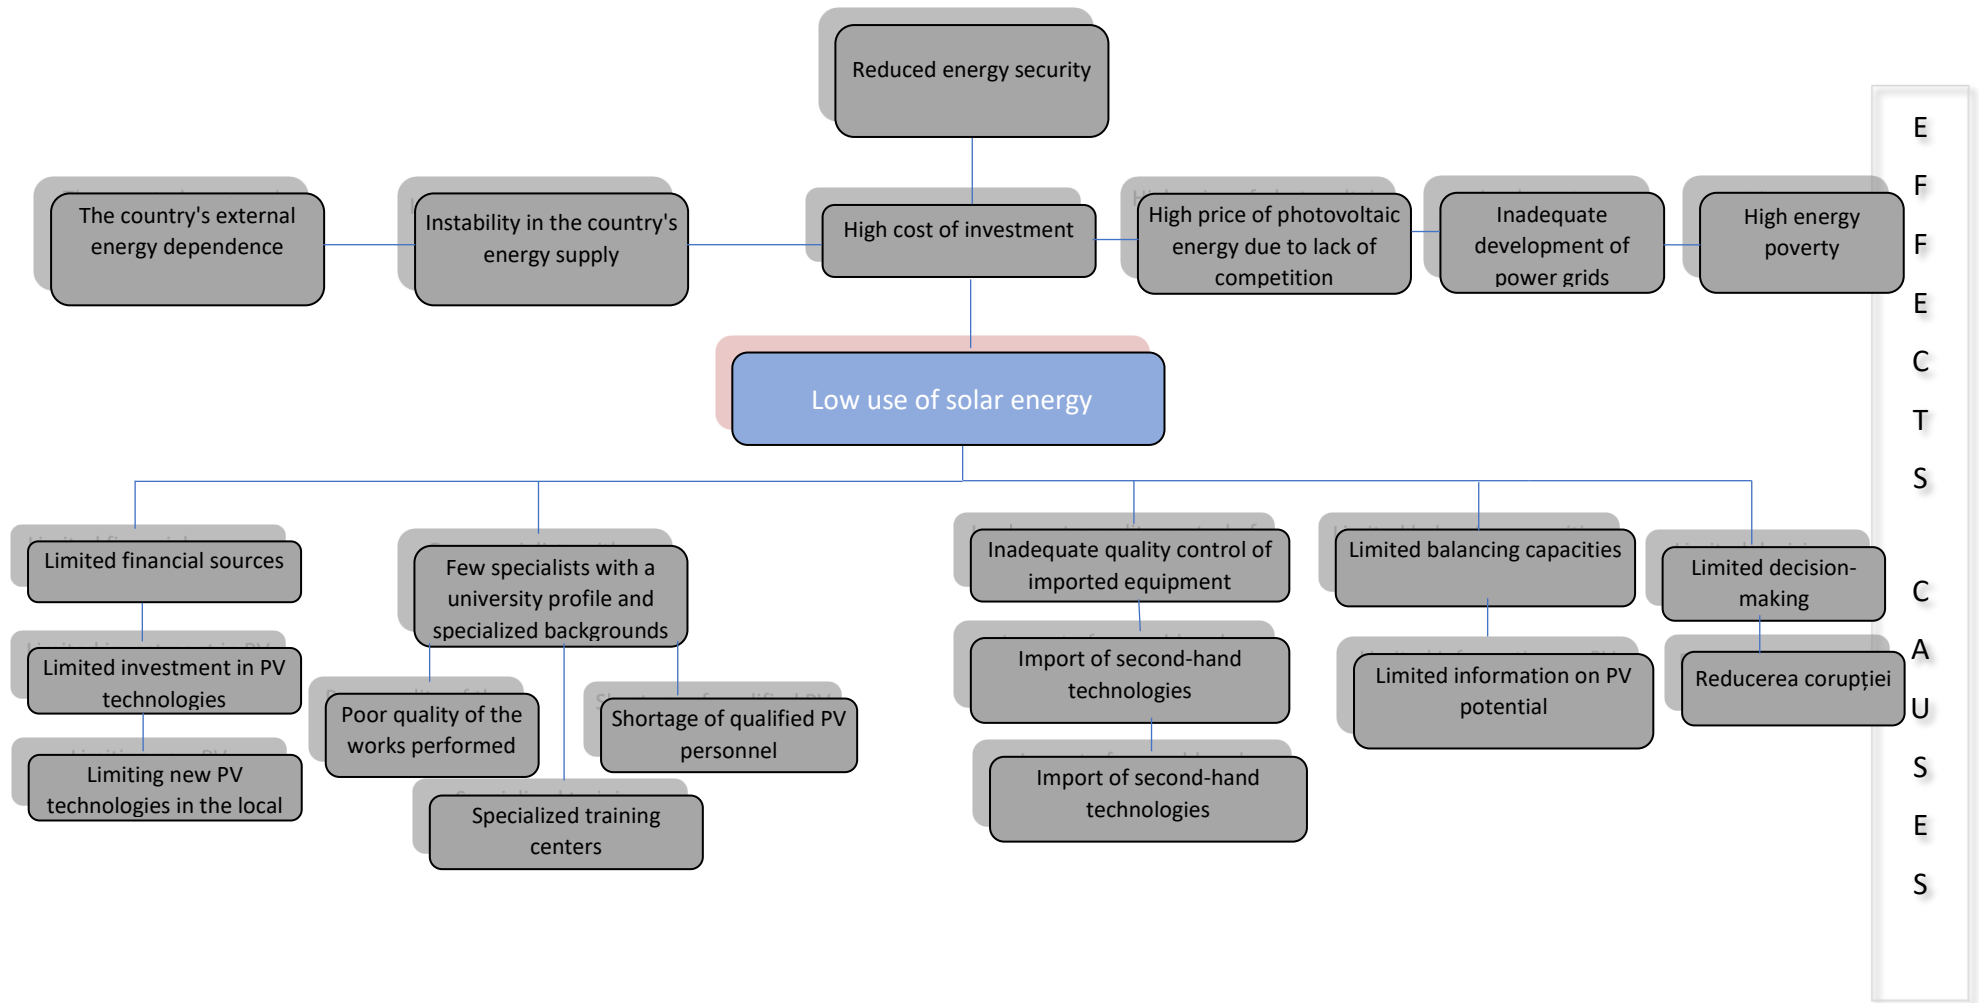 Reduced energy security
The country's external
energy dependence
Instability in the country's
energy supply
High cost of investment
High price of photovoltaic
energy due to lack of
competition
Inadequate
development of
power grids
High energy
poverty
Low use of solar energy
Limited financial sources
Limited investment in PV
technologies
Limiting new PV
technologies in the local
Few specialists with a
university profile and
specialized backgrounds
Poor quality of the
works performed
Specialized training
centers
Shortage of qualified PV
personnel
Inadequate quality control of
imported equipment
Import of second-hand
technologies
Import of second-hand
technologies
Limited balancing capacities
Limited information on PV
potential
Limited decision-
making
Reducerea corupției
E
F
F
E
C
T
S
C
A
U
S
E
S